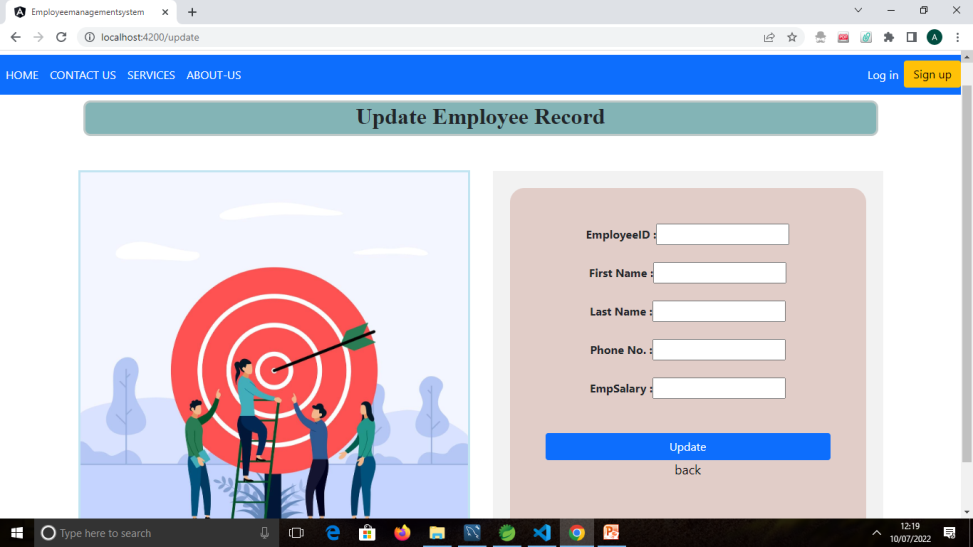 Employeemanagementsystem
localhost:4200/update
A
HOME CONTACT US SERVICES ABOUT-US Log in Sign up
Update Employee Record
EmployeeID :
First Name :
Last Name :
Phone No. :
EmpSalary :
Update
back
Type here to search
12:19
10/07/2022